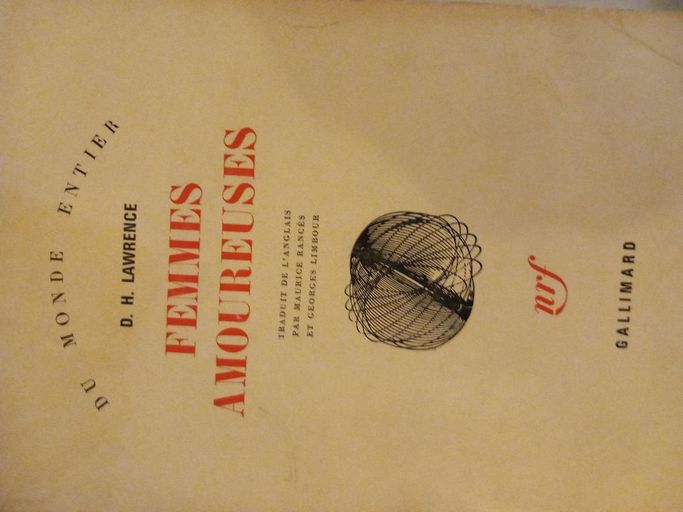 DU MONDE ENTIER
D. H. LAWRENCE
FEMMES
AMOUREUSES
TRADUIT DE L'ANGLAIS
PAR MAURICE RANCÈS
ET GEORGES LIMBOUR
nrf
GALLIMARD